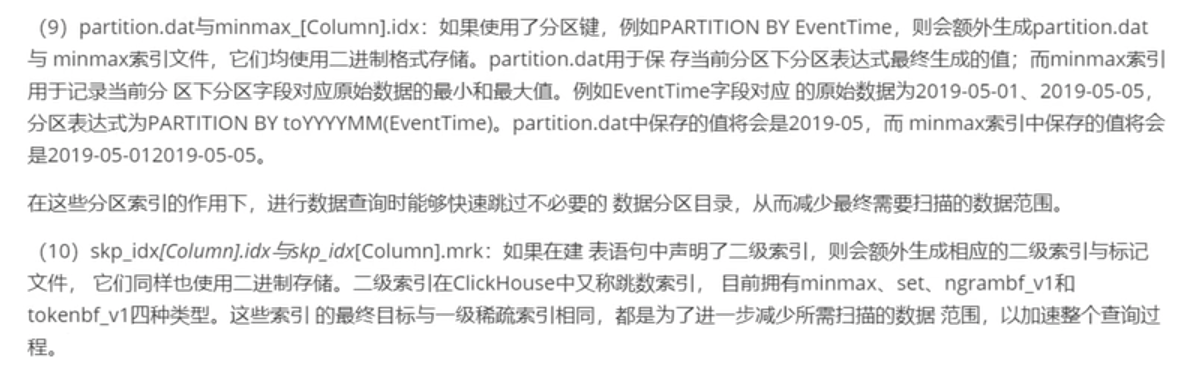 （9）partition.dat与minmax_[Column].idx：如果使用了分区键，例如PARTITION BY EventTime，则会额外生成partition.dat
与 minmax索引文件，它们均使用二进制格式存储。partition.dat用于保 存当前分区下分区表达式最终生成的值；而minmax索引
用于记录当前分 区下分区字段对应原始数据的最小和最大值。例如EventTime字段对应 的原始数据为2019-05-01、2019-05-05，
分区表达式为PARTITION BY toYYYYMM(EventTime)。partition.dat中保存的值将会是2019-05，而 minmax索引中保存的值将会
是2019-05-012019-05-05。
在这些分区索引的作用下，进行数据查询时能够快速跳过不必要的 数据分区目录，从而减少最终需要扫描的数据范围。
（10）skp_idx[Column].idx与skp_idx[Column].mrk：如果在建 表语句中声明了二级索引，则会额外生成相应的二级索引与标记
文件， 它们同样也使用二进制存储。二级索引在ClickHouse中又称跳数索引， 目前拥有minmax、set、ngrambf_v1和
tokenbf_v1四种类型。这些索引 的最终目标与一级稀疏索引相同，都是为了进一步减少所需扫描的数据 范围，以加速整个查询过
程。